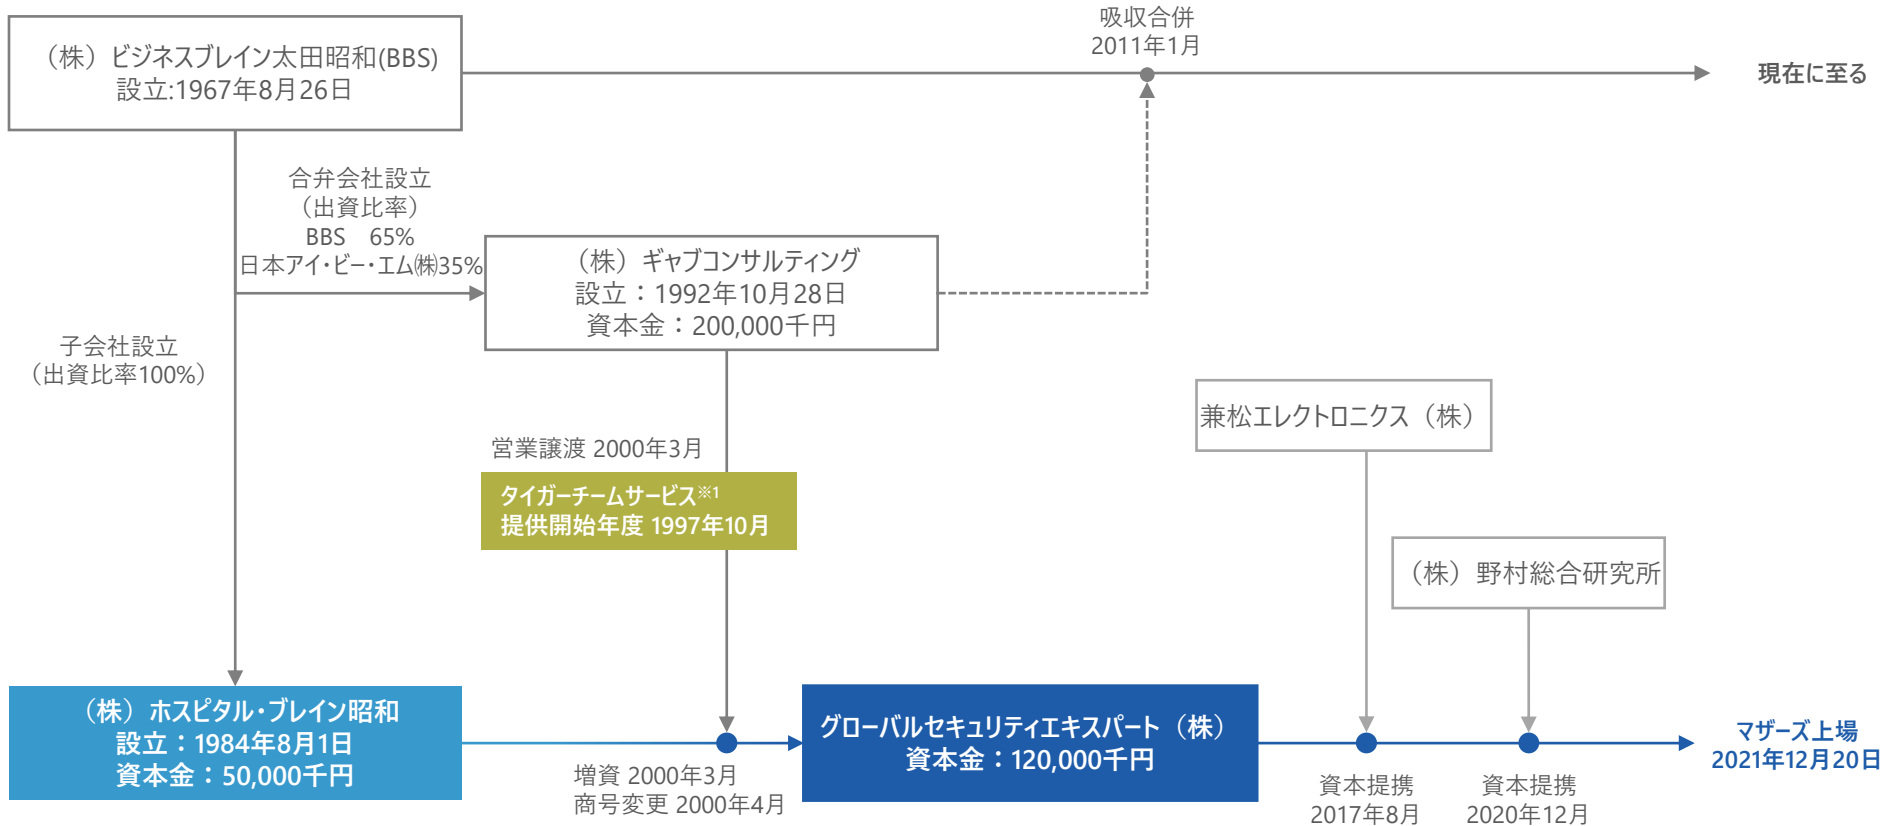 吸収合併
2011年1月
（株）ビジネスブレイン太田昭和(BBS)
設立:1967年8月26日
現在に至る
合弁会社設立
（出資比率）
BBS　65%
日本アイ・ビー・エム㈱35%
（株）ギャブコンサルティング
設立：1992年10月28日
資本金：200,000千円
子会社設立
（出資比率100%）
兼松エレクトロニクス（株）
営業譲渡 2000年3月
タイガーチームサービス※1
提供開始年度 1997年10月
（株）野村総合研究所
（株）ホスピタル・ブレイン昭和
設立：1984年8月1日
資本金：50,000千円
増資 2000年3月
商号変更 2000年4月
グローバルセキュリティエキスパート（株）
資本金：120,000千円
資本提携
2017年8月
資本提携
2020年12月
マザーズ上場
2021年12月20日